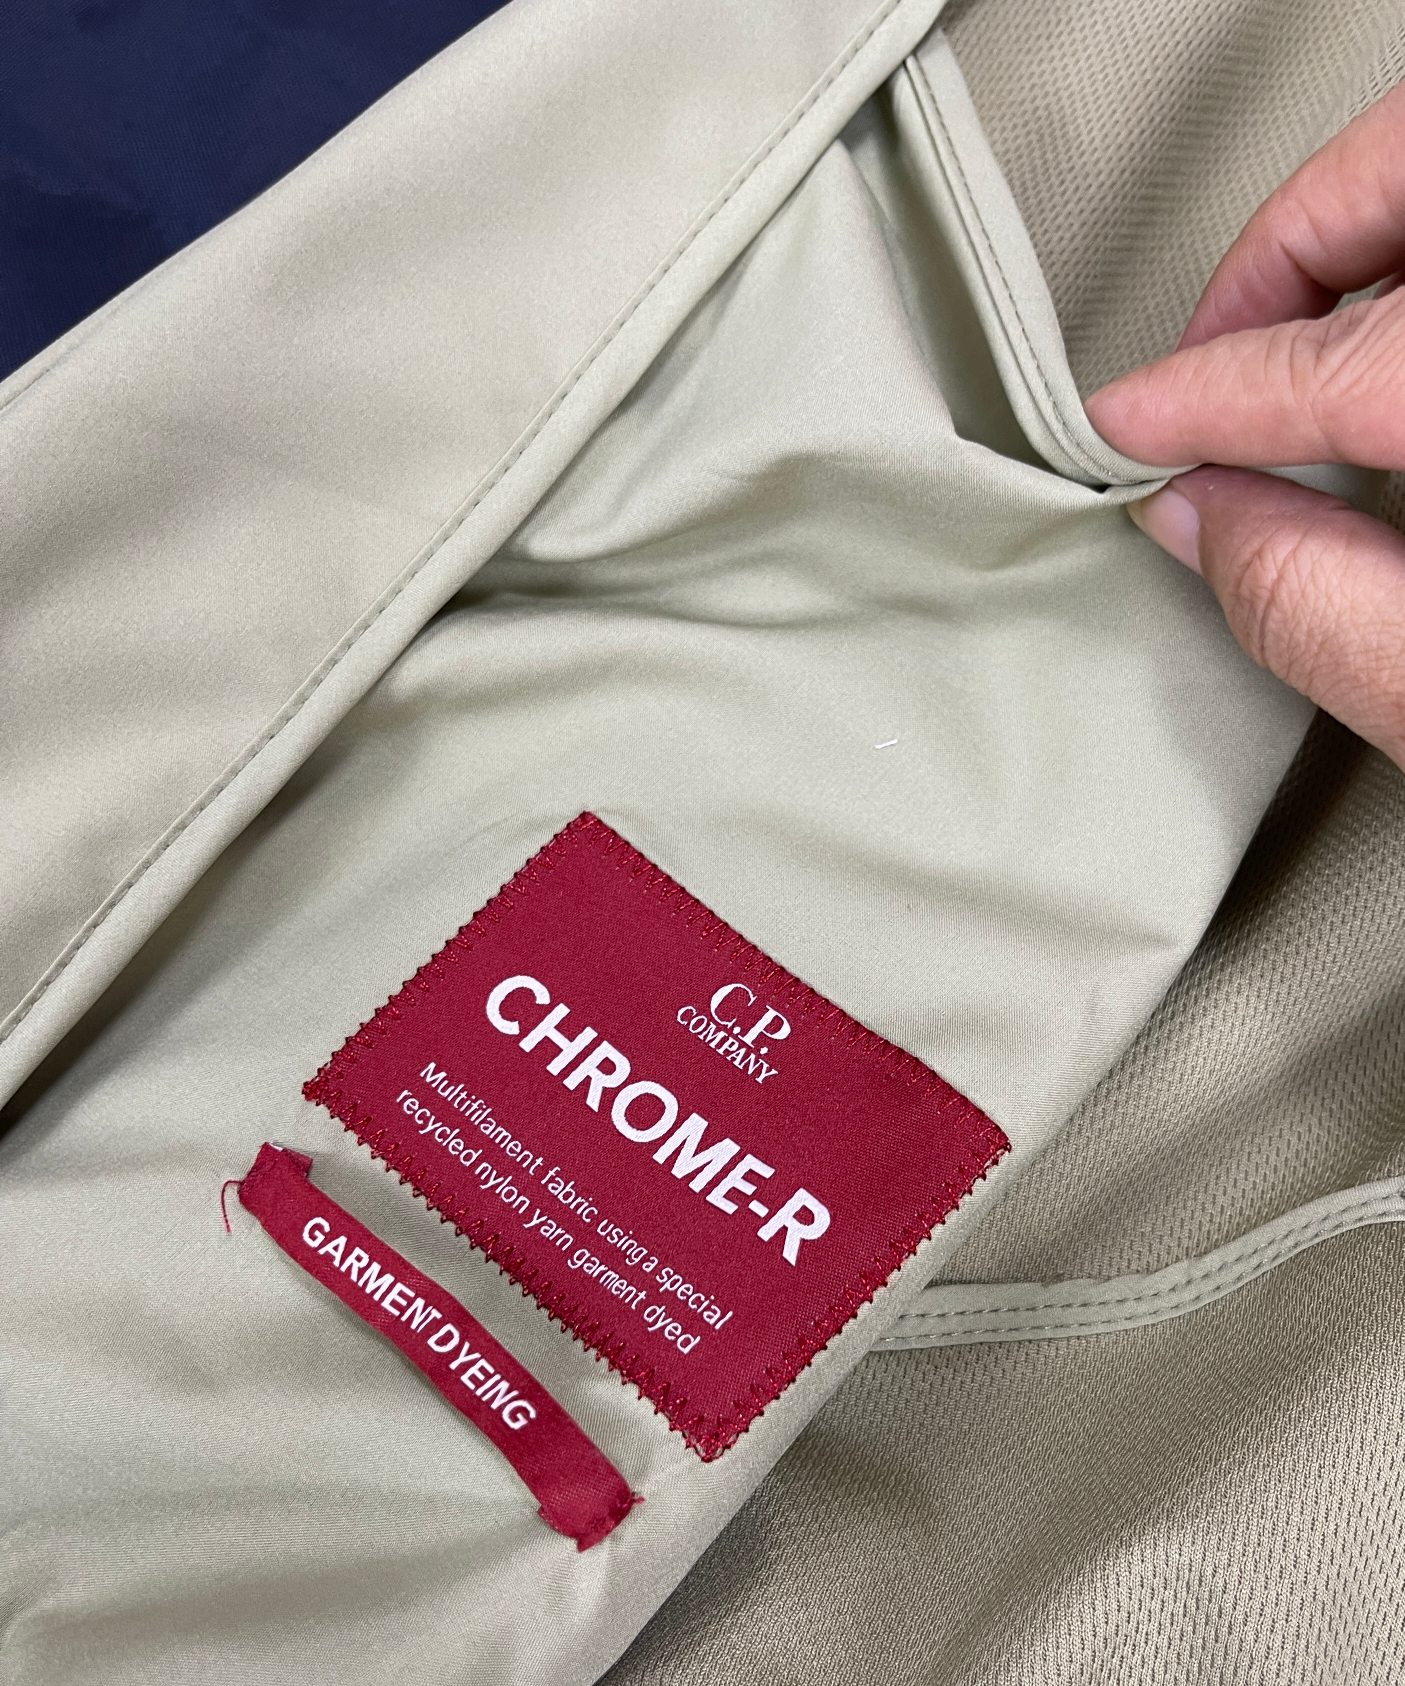 C.P.
COMPANY
CHROME-R
Multifilament fabric using a special
recycled nylon yarn garment dyed
GARMENT DYEING